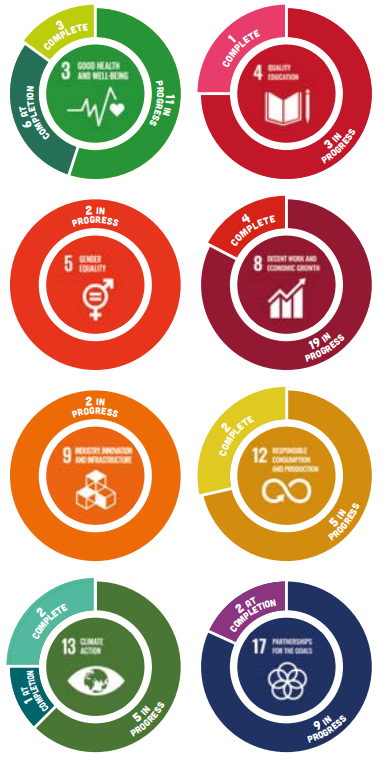 3
COMPLETE
6 AT
COMPLETION
11 IN
PROGRESS
3 GOOD HEALTH
AND WELL-BEING
1
COMPLETE
3 IN
PROGRESS
4 QUALITY
EDUCATION
2 IN
PROGRESS
5 GENDER
EQUALITY
4
COMPLETE
19 IN
PROGRESS
8 DECENT WORK AND
ECONOMIC GROWTH
2 IN
PROGRESS
9 INDUSTRY, INNOVATION
AND INFRASTRUCTURE
2
COMPLETE
5 IN
PROGRESS
12 RESPONSIBLE
CONSUMPTION
AND PRODUCTION
2
COMPLETE
1 AT
COMPLETION
5 IN
PROGRESS
13 CLIMATE
ACTION
2 AT
COMPLETION
9 IN
PROGRESS
17 PARTNERSHIPS
FOR THE GOALS